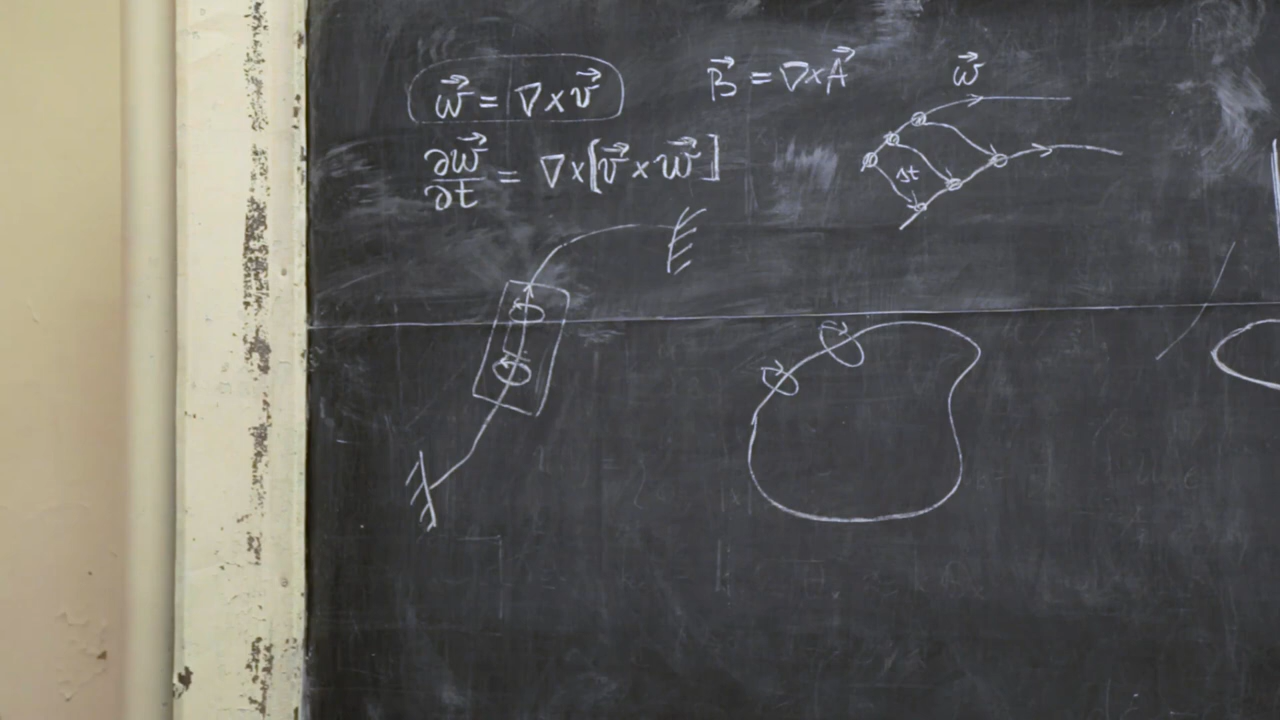 w⃗ = ∇×v⃗
B⃗ = ∇×A⃗
w⃗
∂w⃗/∂t = ∇×[v⃗×w⃗]
Δt